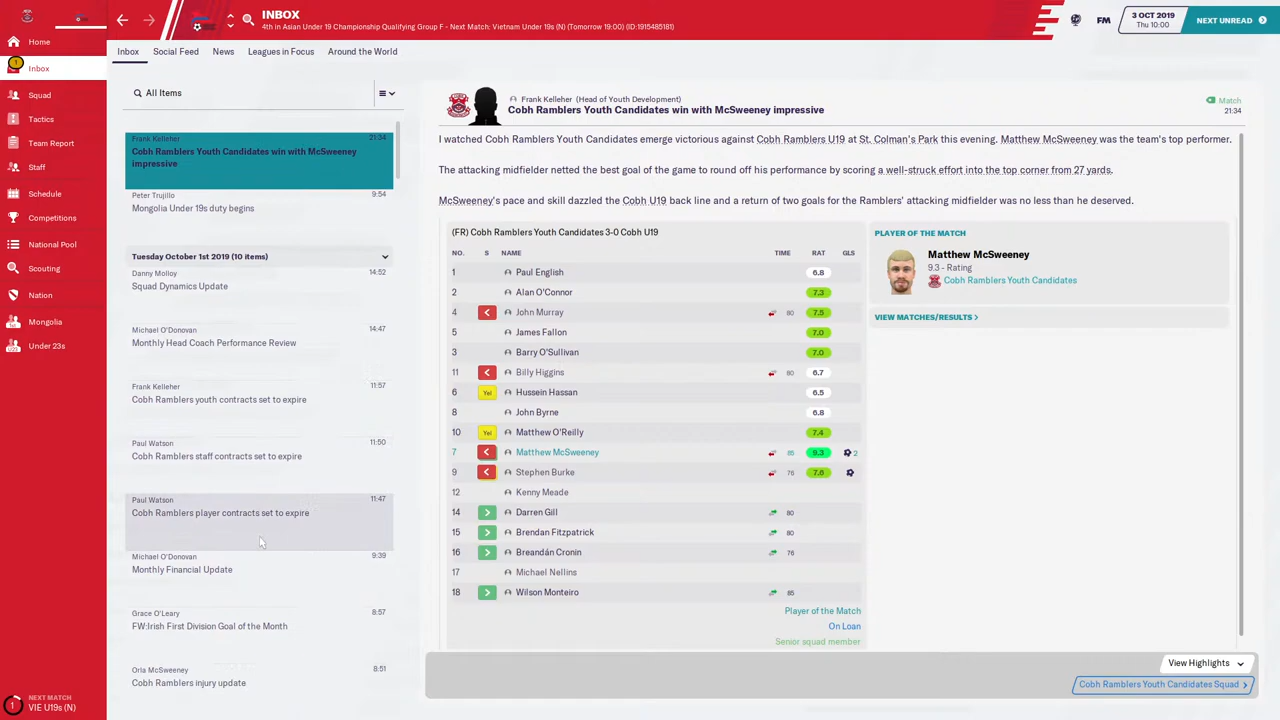 INBOX
4th in Asian Under 19 Championship Qualifying Group F - Next Match: Vietnam Under 19s (N) (Tomorrow 19:00) (ID:1915485181)
FM
3 OCT 2019
Thu 10:00
NEXT UNREAD
Home
1
Inbox
Squad
Tactics
Team Report
Staff
Schedule
Competitions
National Pool
Scouting
Nation
Mongolia
Under 23s
1
NEXT MATCH
VIE U19s (N)
Inbox Social Feed News Leagues in Focus Around the World
All Items
Frank Kelleher 21:34
Cobh Ramblers Youth Candidates win with McSweeney
impressive
Peter Trujillo 9:54
Mongolia Under 19s duty begins
Tuesday October 1st 2019 (10 items)
Danny Molloy 14:52
Squad Dynamics Update
Michael O'Donovan 14:47
Monthly Head Coach Performance Review
Frank Kelleher 11:57
Cobh Ramblers youth contracts set to expire
Paul Watson 11:50
Cobh Ramblers staff contracts set to expire
Paul Watson 11:47
Cobh Ramblers player contracts set to expire
Michael O'Donovan 9:39
Monthly Financial Update
Grace O'Leary 8:57
FW:Irish First Division Goal of the Month
Orla McSweeney 8:51
Cobh Ramblers injury update
Frank Kelleher (Head of Youth Development)
Cobh Ramblers Youth Candidates win with McSweeney impressive
Match
21:34
I watched Cobh Ramblers Youth Candidates emerge victorious against Cobh Ramblers U19 at St. Colman's Park this evening. Matthew McSweeney was the team's top performer.
The attacking midfielder netted the best goal of the game to round off his performance by scoring a well-struck effort into the top corner from 27 yards.
McSweeney's pace and skill dazzled the Cobh U19 back line and a return of two goals for the Ramblers' attacking midfielder was no less than he deserved.
(FR) Cobh Ramblers Youth Candidates 3-0 Cobh U19
NO. S NAME TIME RAT GLS
1 Paul English 6.8
2 Alan O'Connor 7.3
4 John Murray 80 7.5
5 James Fallon 7.0
3 Barry O'Sullivan 7.0
11 Billy Higgins 80 6.7
6 Yel Hussein Hassan 6.5
8 John Byrne 6.8
10 Yel Matthew O'Reilly 7.4
7 Matthew McSweeney 85 9.3 2
9 Stephen Burke 76 7.6
12 Kenny Meade
14 Darren Gill 80
15 Brendan Fitzpatrick 80
16 Breandán Cronin 76
17 Michael Nellins
18 Wilson Monteiro 85
Player of the Match
On Loan
Senior squad member
PLAYER OF THE MATCH
Matthew McSweeney
9.3 - Rating
Cobh Ramblers Youth Candidates
VIEW MATCHES/RESULTS >
View Highlights
Cobh Ramblers Youth Candidates Squad >